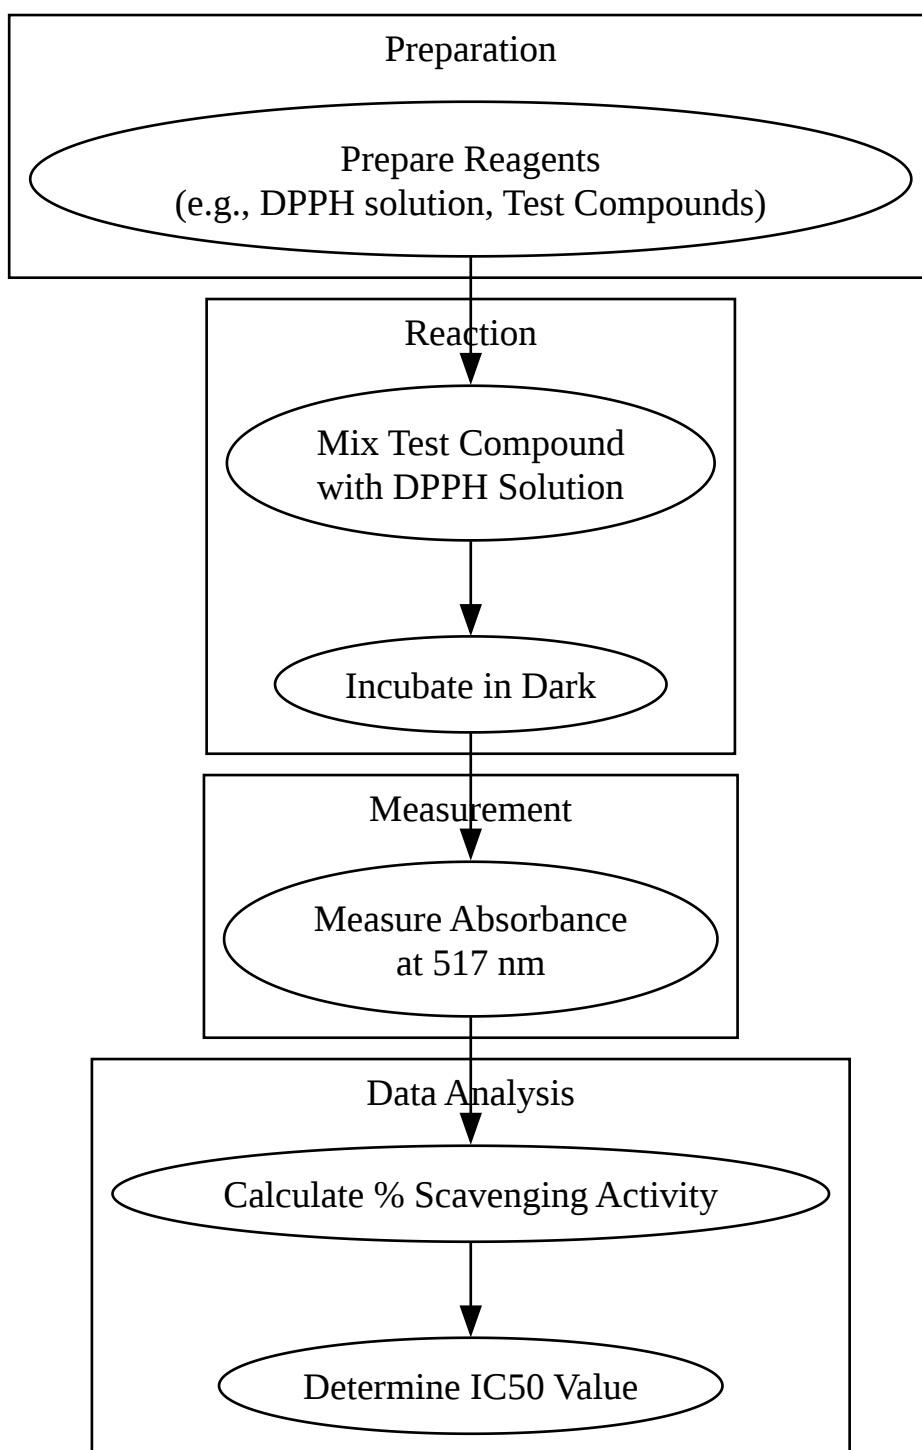 Preparation
Prepare Reagents
(e.g., DPPH solution, Test Compounds)
Reaction
Mix Test Compound
with DPPH Solution
Incubate in Dark
Measurement
Measure Absorbance
at 517 nm
Data Analysis
Calculate % Scavenging Activity
Determine IC50 Value